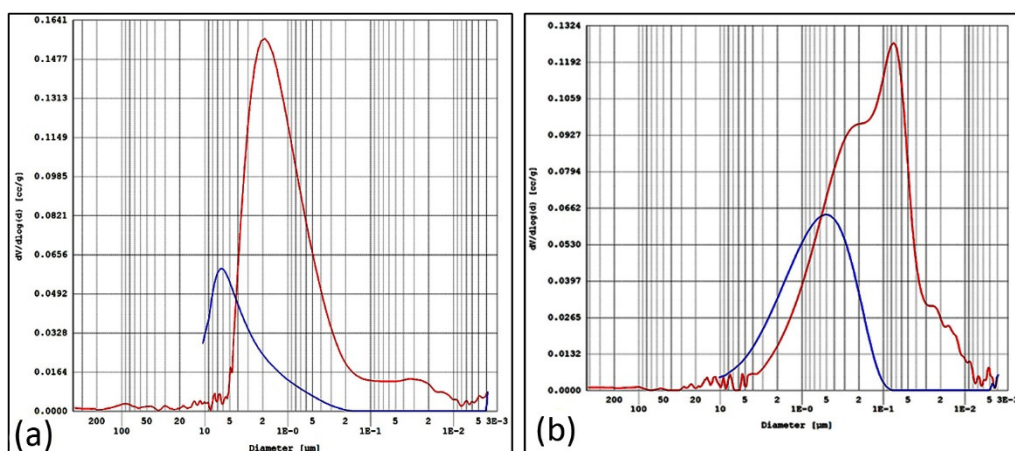 0.1641
0.1477
0.1313
0.1149
0.0985
0.0821
0.0656
0.0492
0.0328
0.0164
0.0000
dV/dlog(d) [cc/g]
200 50 20 10 5 2 1E-0 5 2 1E-1 5 2 1E-2 5 3E-3
100
Diameter [µm]
(a)
0.1324
0.1192
0.1059
0.0927
0.0794
0.0662
0.0530
0.0397
0.0265
0.0132
0.0000
dV/dlog(d) [cc/g]
200 100 50 20 10 5 2 1E-0 5 2 1E-1 5 2 1E-2 5 3E-3
Diameter [µm]
(b)